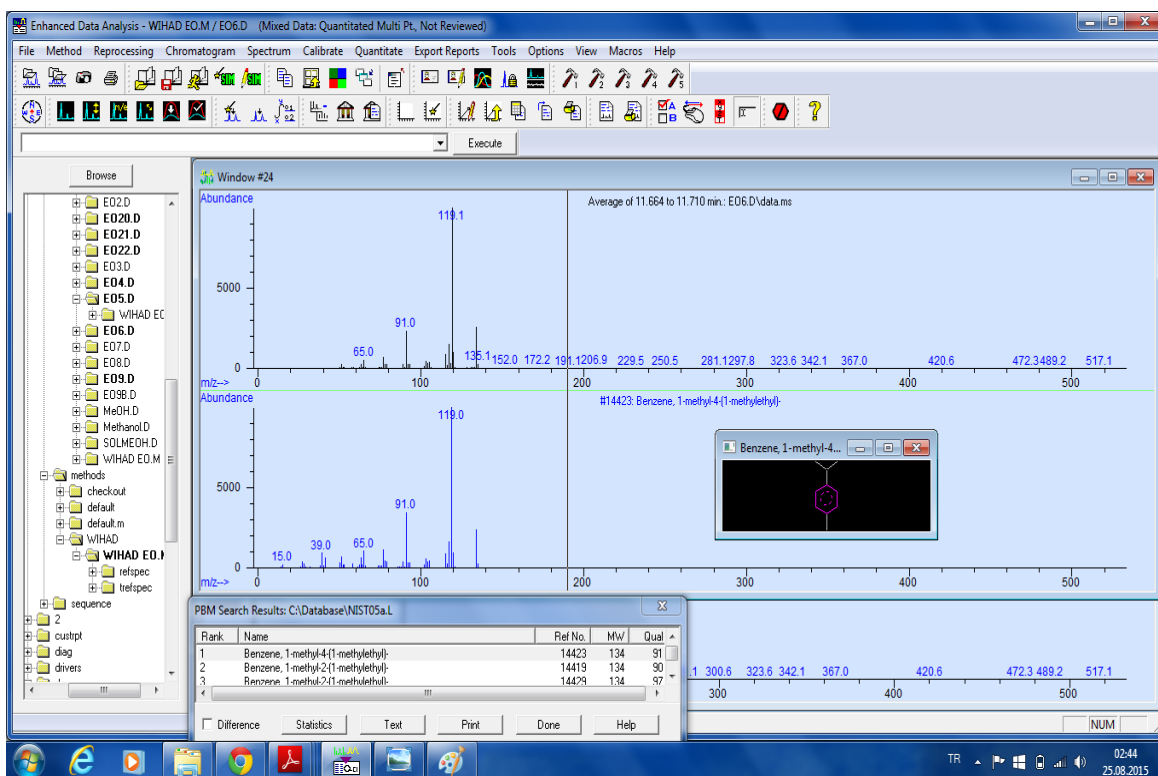 Enhanced Data Analysis - WIHAD EO.M / EO6.D (Mixed Data: Quantitated Multi Pt., Not Reviewed)
File Method Reprocessing Chromatogram Spectrum Calibrate Quantitate Export Reports Tools Options View Macros Help
Execute
Browse
EO2.D
EO20.D
EO21.D
EO22.D
EO3.D
EO4.D
EO5.D
WIHAD EO
EO6.D
EO7.D
EO8.D
EO9.D
EO9B.D
MeOH.D
Methanol.D
SOLMEOH.D
WIHAD EO.M
methods
checkout
default
default.m
WIHAD
WIHAD EO.M
refspec
trefspec
sequence
2
custrpt
diag
drivers
Window #24
Abundance
Average of 11.664 to 11.710 min.: EO6.D\data.ms
119.1
5000
91.0
65.0
135.1 152.0 172.2 191.1 206.9 229.5 250.5 281.1 297.8 323.6 342.1 367.0 420.6 472.3 489.2 517.1
0
m/z--> 0 100 200 300 400 500
Abundance
#14423: Benzene, 1-methyl-4-(1-methylethyl)-
119.0
Benzene, 1-methyl-4...
5000
91.0
15.0 39.0 65.0
0
m/z--> 0 100 200 300 400 500
PBM Search Results: C:\Database\NIST05a.L
Rank Name Ref No. MW Qual
1 Benzene, 1-methyl-4-(1-methylethyl)- 14423 134 91
2 Benzene, 1-methyl-2-(1-methylethyl)- 14419 134 90
3 Benzene, 1-methyl-2-(1-methylethyl)- 14429 134 97
Difference Statistics Text Print Done Help
.1 300.6 323.6 342.1 367.0 420.6 472.3 489.2 517.1
300 400 500
NUM
TR
02:44
25.08.2015